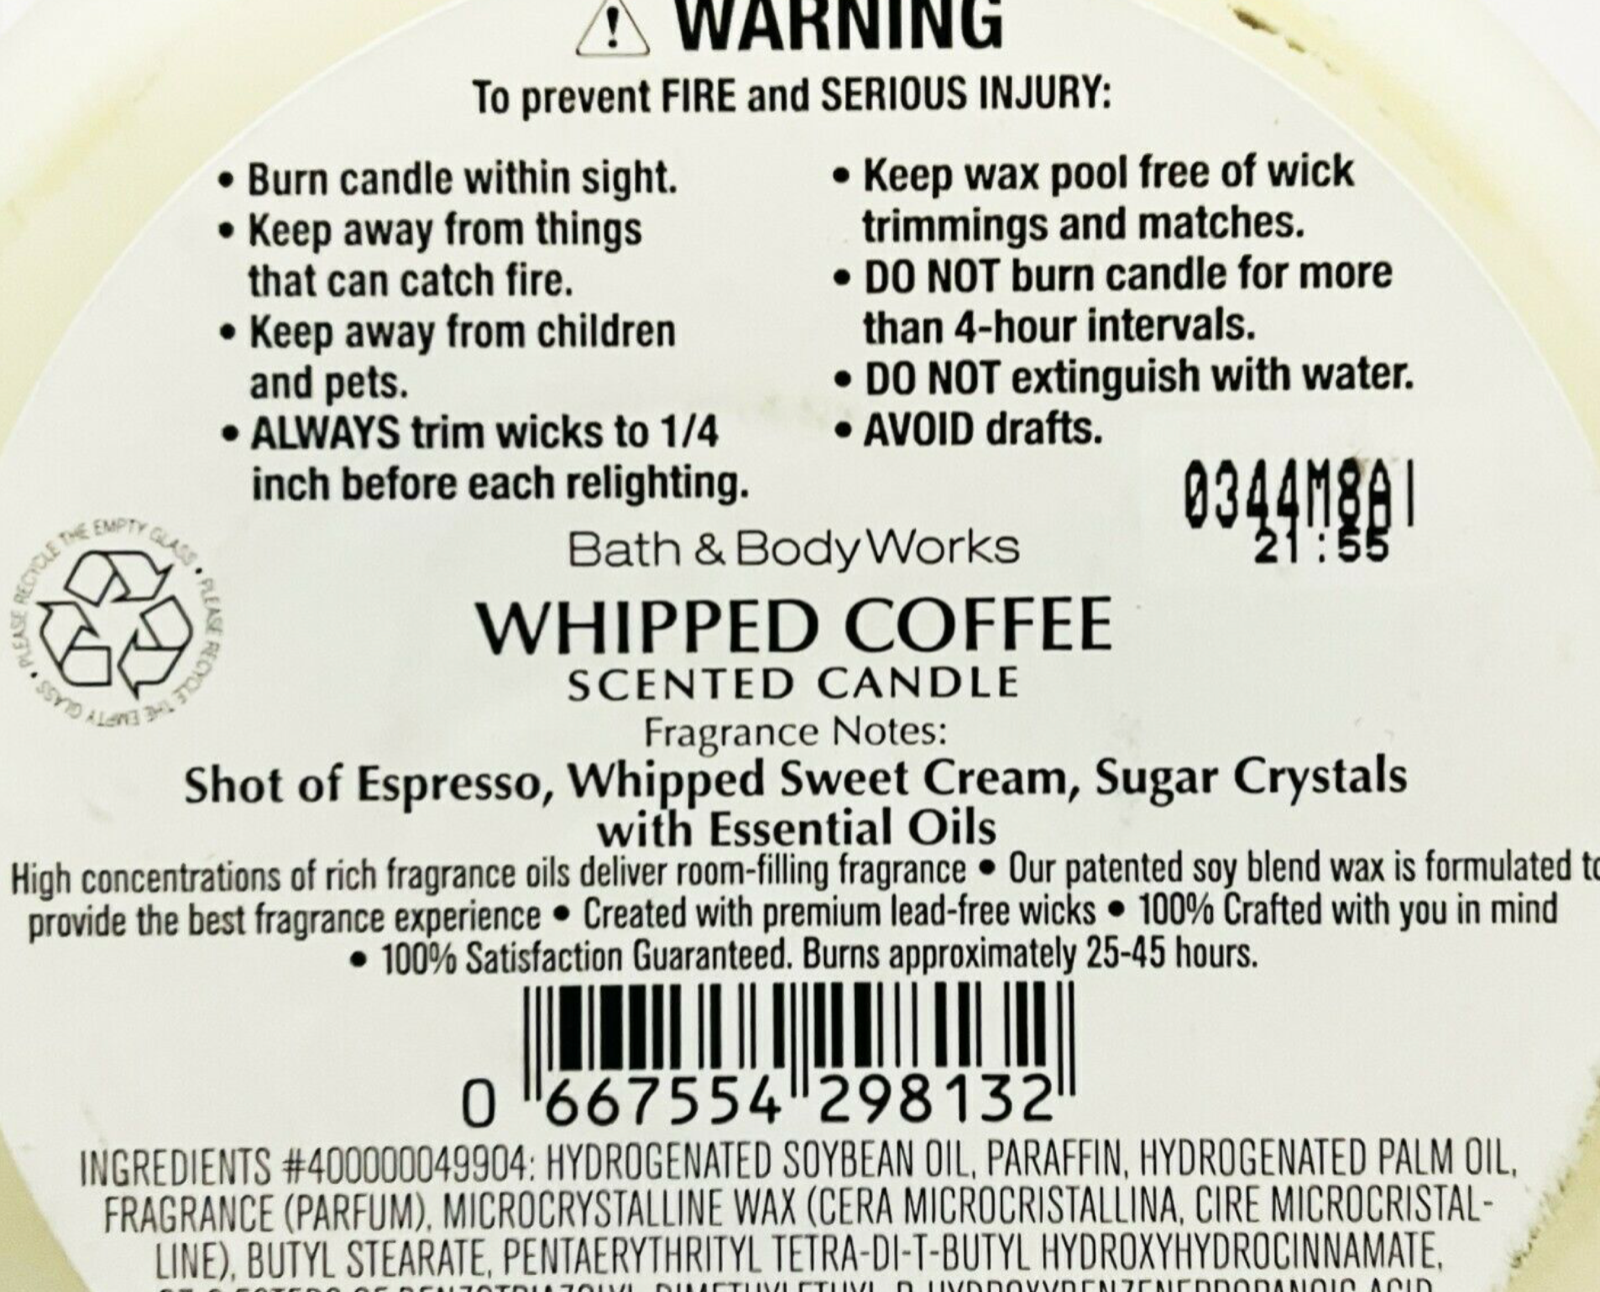 WARNING
To prevent FIRE and SERIOUS INJURY:
• Burn candle within sight.
• Keep away from things
that can catch fire.
• Keep away from children
and pets.
• ALWAYS trim wicks to 1/4
inch before each relighting.
• Keep wax pool free of wick
trimmings and matches.
• DO NOT burn candle for more
than 4-hour intervals.
• DO NOT extinguish with water.
• AVOID drafts.
0344M8A1
21:55
PLEASE RECYCLE THE EMPTY GLASS • PLEASE RECYCLE THE EMPTY GLASS •
Bath & Body Works
WHIPPED COFFEE
SCENTED CANDLE
Fragrance Notes:
Shot of Espresso, Whipped Sweet Cream, Sugar Crystals
with Essential Oils
High concentrations of rich fragrance oils deliver room-filling fragrance • Our patented soy blend wax is formulated to
provide the best fragrance experience • Created with premium lead-free wicks • 100% Crafted with you in mind
• 100% Satisfaction Guaranteed. Burns approximately 25-45 hours.
0 667554 298132
INGREDIENTS #400000049904: HYDROGENATED SOYBEAN OIL, PARAFFIN, HYDROGENATED PALM OIL,
FRAGRANCE (PARFUM), MICROCRYSTALLINE WAX (CERA MICROCRISTALLINA, CIRE MICROCRISTAL-
LINE), BUTYL STEARATE, PENTAERYTHRITYL TETRA-DI-T-BUTYL HYDROXYHYDROCINNAMATE,